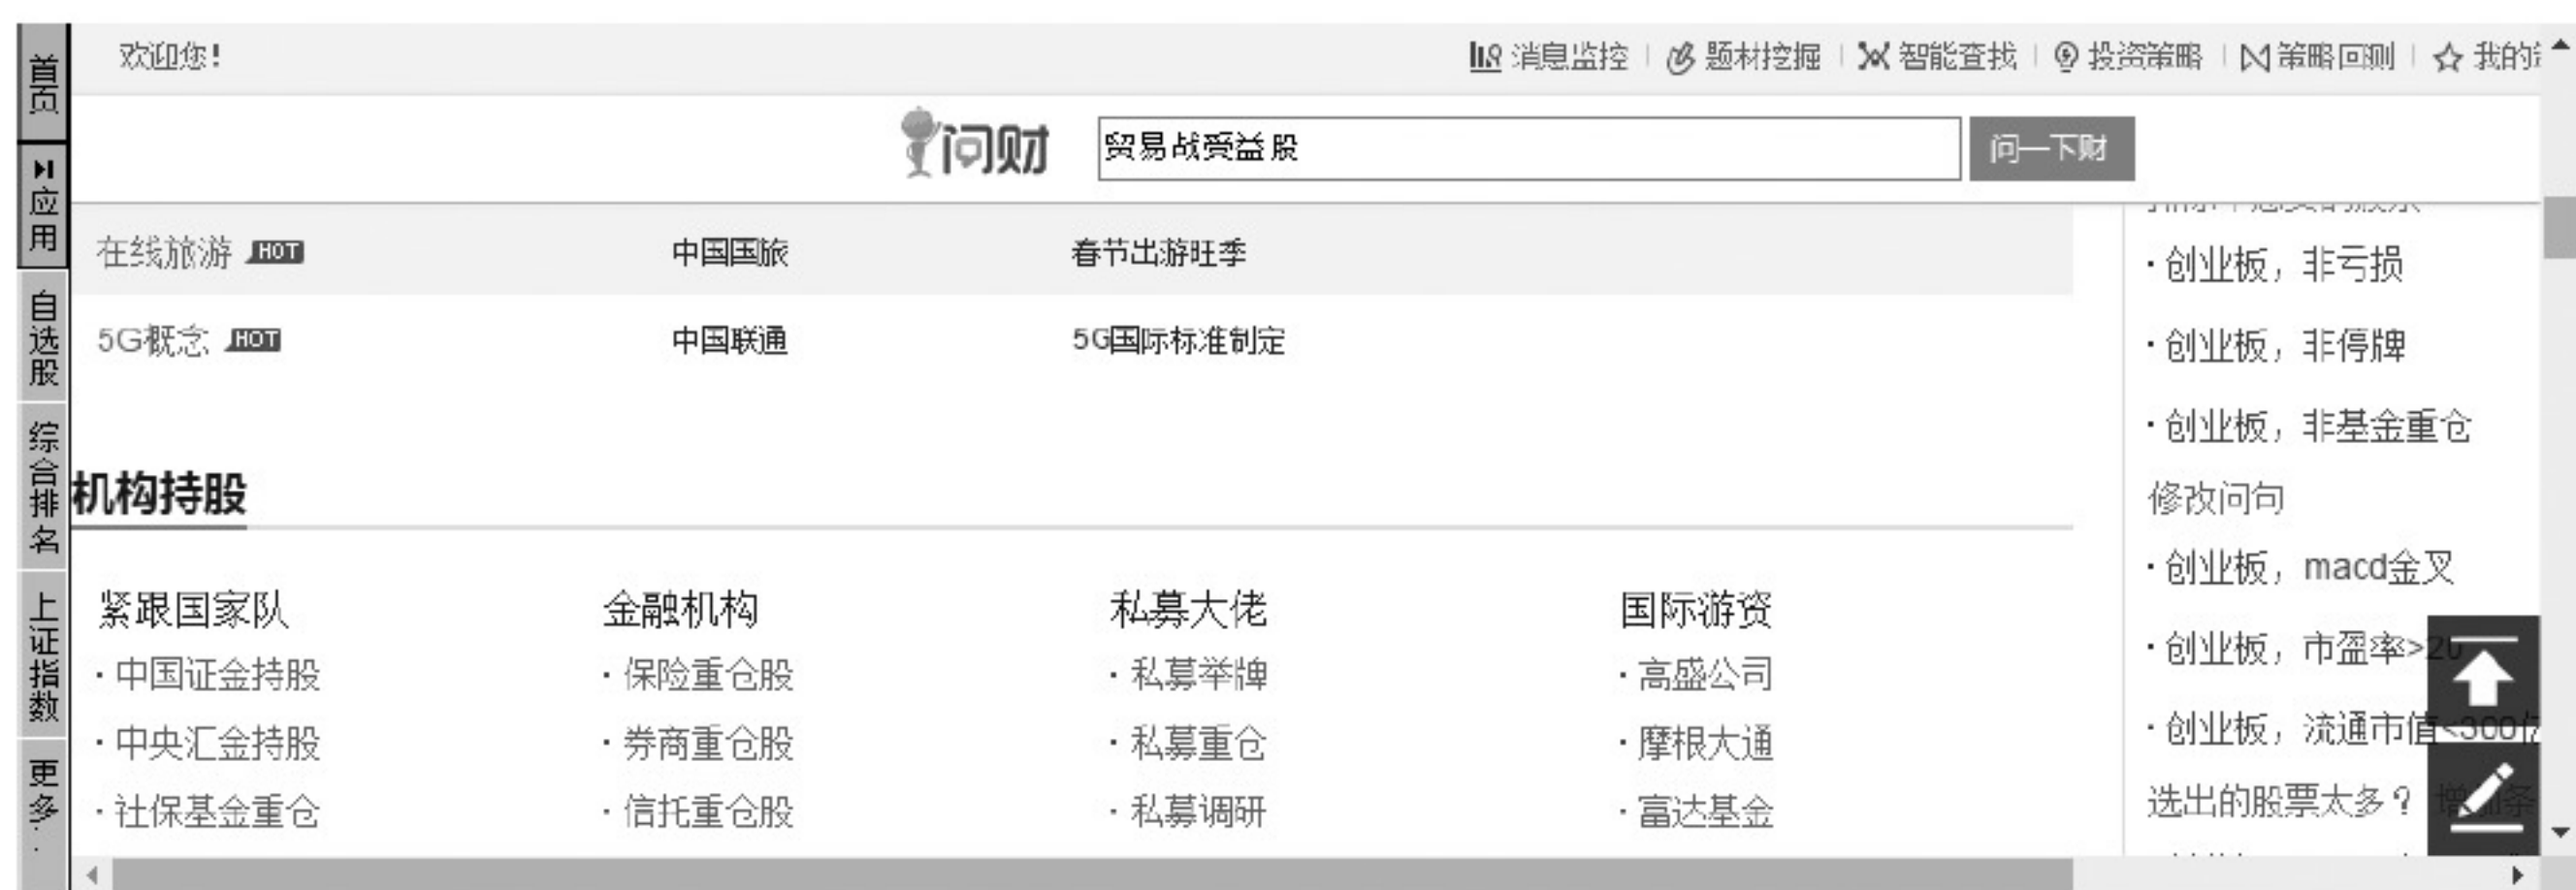 欢迎您!
消息监控 题材挖掘 智能查找 投资策略 策略回测 我的
问财 贸易战受益股 问一下财
首页
应用
自选股
综合排名
上证指数
更多
在线旅游 HOT 中国国旅 春节出游旺季
5G概念 HOT 中国联通 5G国际标准制定
机构持股
紧跟国家队 金融机构 私募大佬 国际游资
· 中国证金持股 · 保险重仓股 · 私募举牌 · 高盛公司
· 中央汇金持股 · 券商重仓股 · 私募重仓 · 摩根大通
· 社保基金重仓 · 信托重仓股 · 私募调研 · 富达基金
· 创业板，非亏损
· 创业板，非停牌
· 创业板，非基金重仓
修改问句
· 创业板，macd金叉
· 创业板，市盈率>20
· 创业板，流通市值<300亿
选出的股票太多？增加条